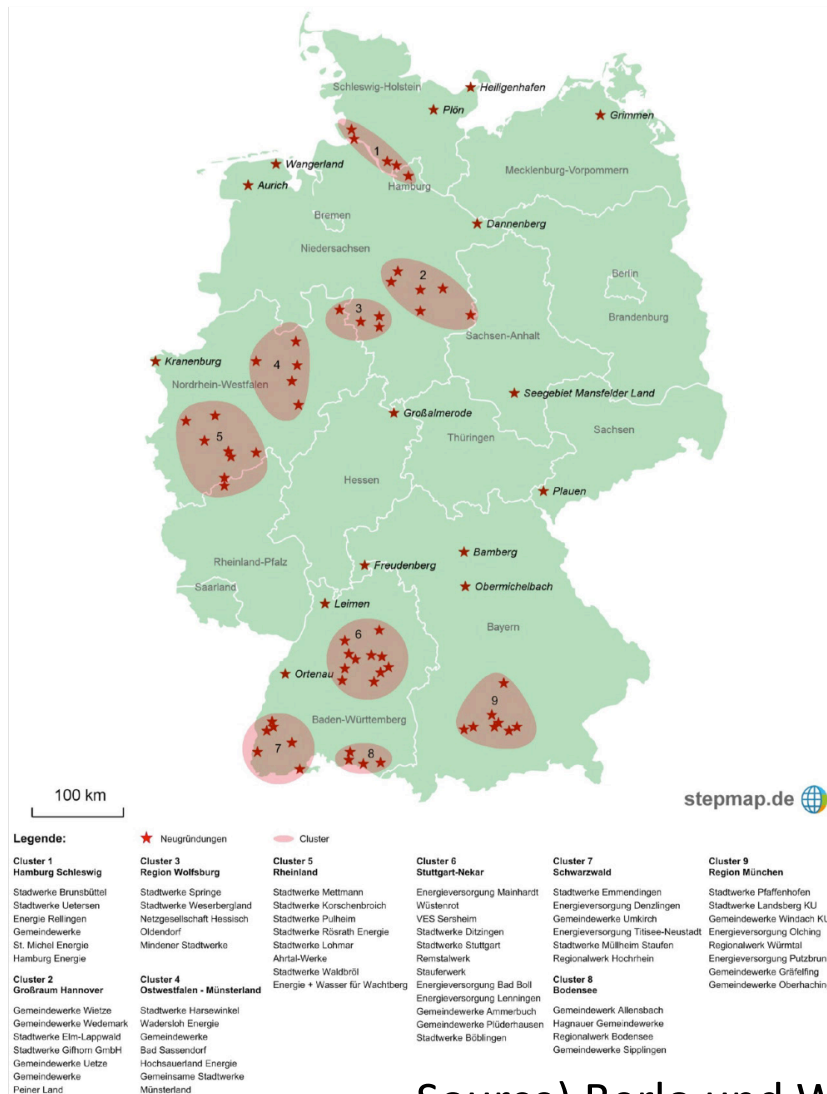 Schleswig-Holstein
Heiligenhafen
Plön
Grimmen
1
Wangerland
Mecklenburg-Vorpommern
Aurich
Hamburg
Bremen
Dannenberg
Niedersachsen
2
Berlin
3
Brandenburg
Sachsen-Anhalt
Kranenburg
4
Nordrhein-Westfalen
Seegebiet Mansfelder Land
Großalmerode
5
Thüringen
Sachsen
Hessen
Plauen
Bamberg
Rheinland-Pfalz
Freudenberg
Saarland
Obermichelbach
Leimen
Bayern
6
Ortenau
9
Baden-Württemberg
7
8
100 km
stepmap.de
Legende:
Neugründungen
Cluster
Cluster 1
Hamburg Schleswig
Stadwerke Brunsbüttel
Stadwerke Uetersen
Energie Rellingen
Gemeindewerke
St. Michel Energie
Hamburg Energie
Cluster 2
Großraum Hannover
Gemeindewerke Wietze
Gemeindewerke Wedemark
Stadtwerke Elm-Lappwald
Stadtwerke Gifhorn GmbH
Gemeindewerke Uetze
Gemeindewerke
Peiner Land
Cluster 3
Region Wolfsburg
Stadtwerke Springe
Stadtwerke Weserbergland
Netzgesellschaft Hessisch
Oldendorf
Mindener Stadtwerke
Cluster 4
Ostwestfalen - Münsterland
Stadtwerke Harsewinkel
Wadersloh Energie
Gemeindewerke
Bad Sassendorf
Hochsauerland Energie
Gemeinsame Stadtwerke
Münsterland
Cluster 5
Rheinland
Stadtwerke Mettmann
Stadtwerke Korschenbroich
Stadtwerke Pulheim
Stadtwerke Rösrath Energie
Stadtwerke Lohmar
Ahrtal-Werke
Stadtwerke Waldbröl
Energie + Wasser für Wachtberg
Cluster 6
Stuttgart-Nekar
Energieversorgung Mainhardt
Wüstenrot
VES Sersheim
Stadtwerke Ditzingen
Stadtwerke Stuttgart
Remstalwerk
Stauferwerk
Energieversorgung Bad Boll
Energieversorgung Lenningen
Gemeindewerke Ammerbuch
Gemeindewerke Plüderhausen
Stadtwerke Böblingen
Cluster 7
Schwarzwald
Stadtwerke Emmendingen
Energieversorgung Denzlingen
Gemeindewerke Umkirch
Energieversorgung Titisee-Neustadt
Stadtwerke Müllheim Staufen
Regionalwerk Hochrhein
Cluster 8
Bodensee
Gemeindewerk Allensbach
Hagnauer Gemeindewerke
Regionalwerk Bodensee
Gemeindewerke Sipplingen
Cluster 9
Region München
Stadtwerke Pfaffenhofen
Stadtwerke Landsberg KU
Gemeindewerke Windach KU
Energieversorgung Olching
Regionalwerk Würmtal
Energieversorgung Putzbrun
Gemeindewerke Gräfelfing
Gemeindewerke Oberhachin